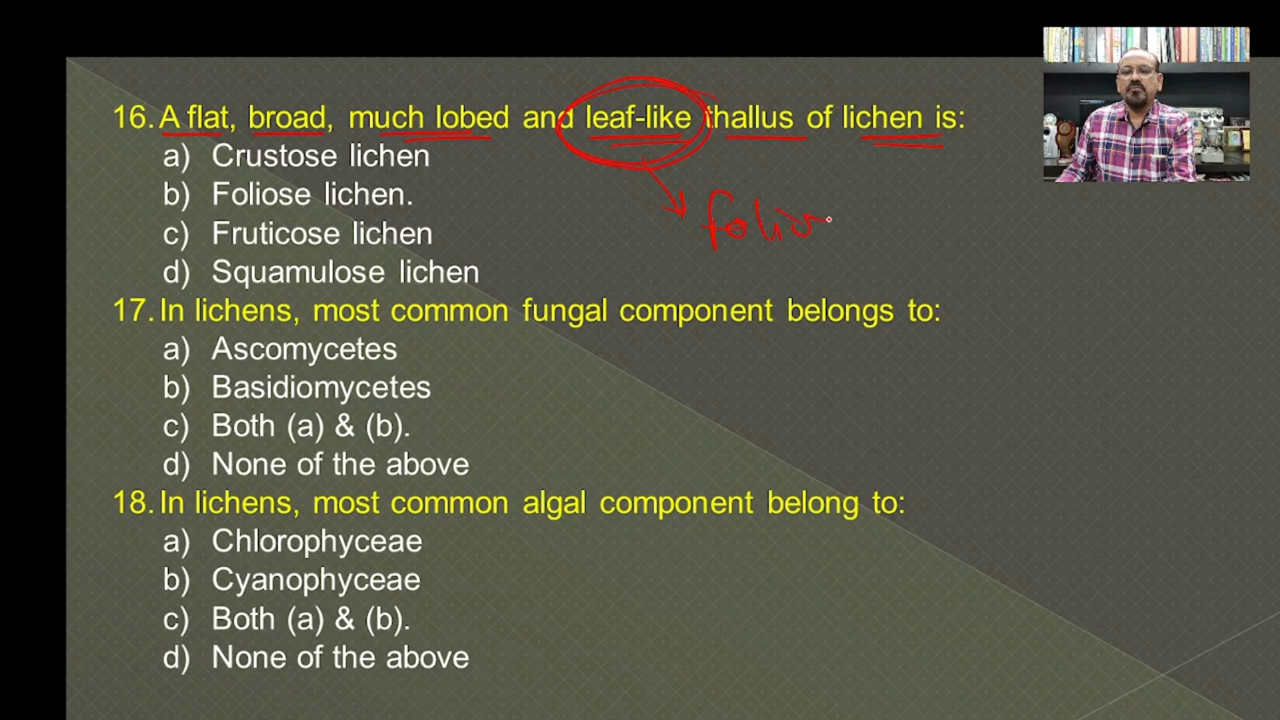 16. A flat, broad, much lobed and leaf-like thallus of lichen is:
a) Crustose lichen
b) Foliose lichen.
c) Fruticose lichen
d) Squamulose lichen
17. In lichens, most common fungal component belongs to:
a) Ascomycetes
b) Basidiomycetes
c) Both (a) & (b).
d) None of the above
18. In lichens, most common algal component belong to:
a) Chlorophyceae
b) Cyanophyceae
c) Both (a) & (b).
d) None of the above